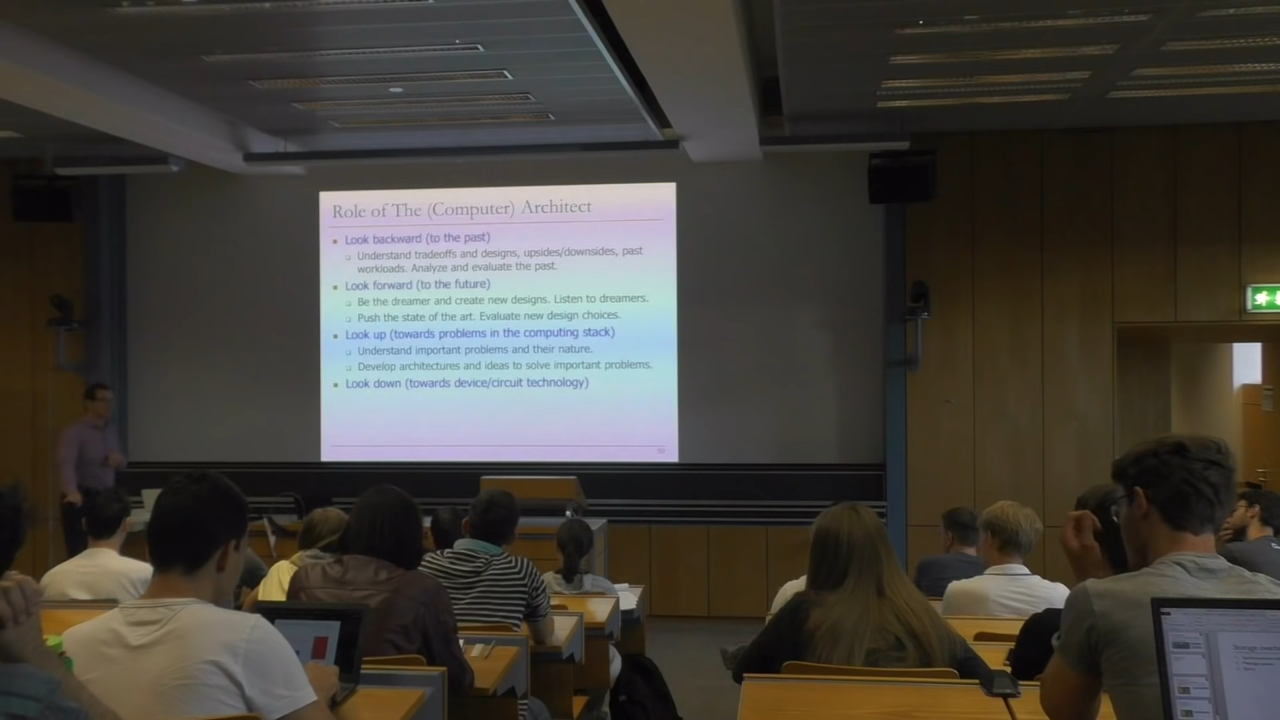 Role of The (Computer) Architect
Look backward (to the past)
Understand tradeoffs and designs, upsides/downsides, past
workloads. Analyze and evaluate the past.
Look forward (to the future)
Be the dreamer and create new designs. Listen to dreamers.
Push the state of the art. Evaluate new design choices.
Look up (towards problems in the computing stack)
Understand important problems and their nature.
Develop architectures and ideas to solve important problems.
Look down (towards device/circuit technology)